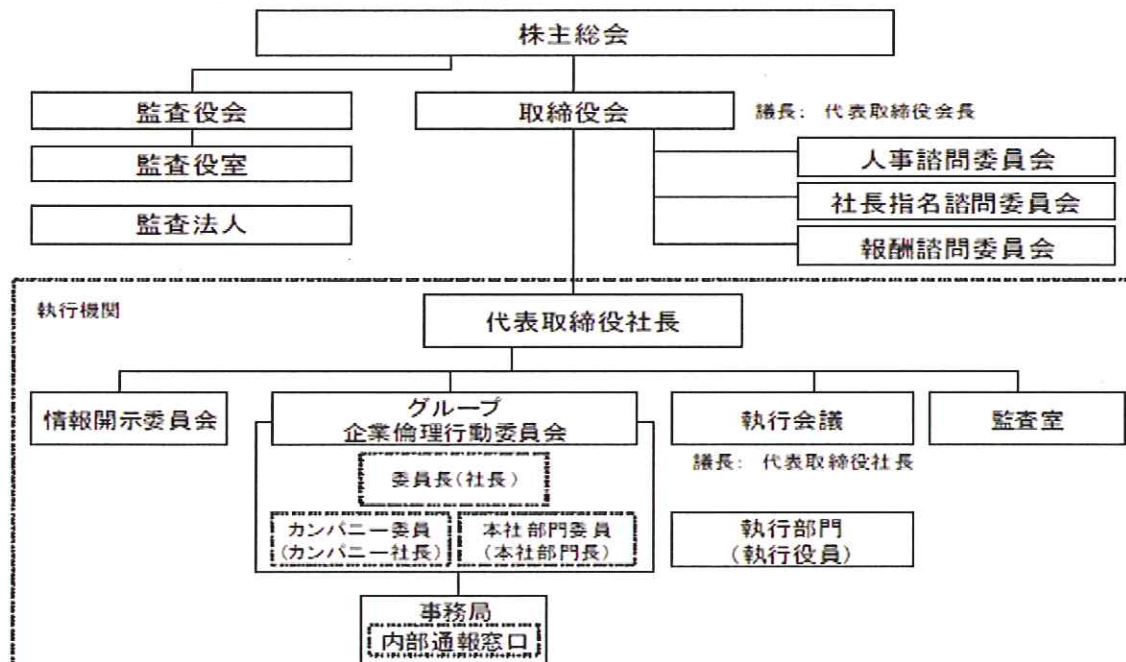 株主総会
監査役会
取締役会
議長: 代表取締役会長
監査役室
人事諮問委員会
社長指名諮問委員会
監査法人
報酬諮問委員会
執行機関
代表取締役社長
情報開示委員会
グループ
企業倫理行動委員会
執行会議
監査室
議長: 代表取締役社長
委員長(社長)
カンパニー委員
(カンパニー社長)
本社部門委員
(本社部門長)
執行部門
(執行役員)
事務局
内部通報窓口